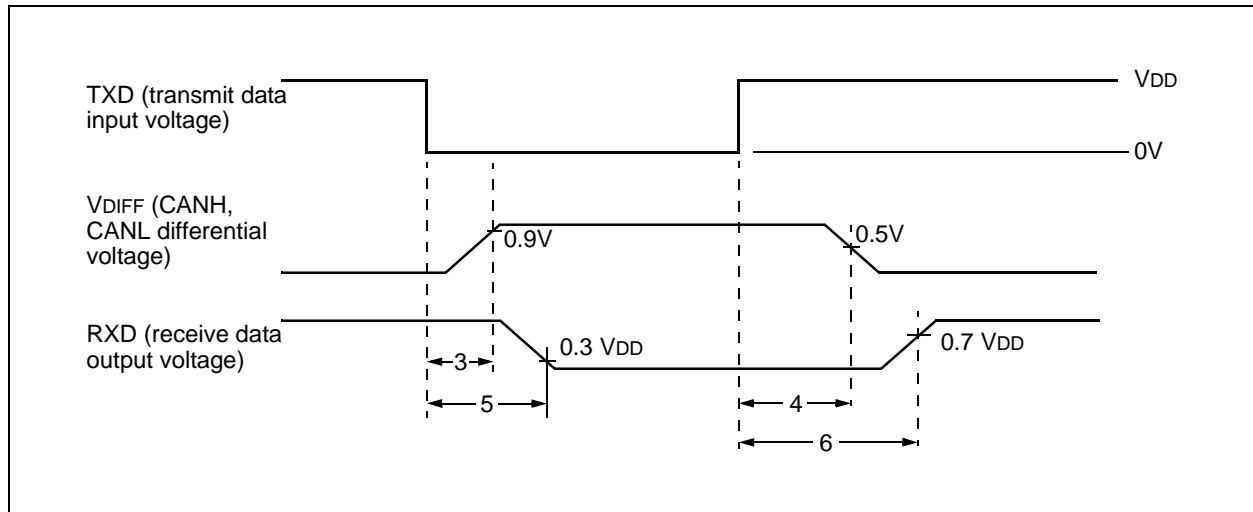 TXD (transmit data
input voltage)
VDD
0V
VDIFF (CANH,
CANL differential
voltage)
0.9V
0.5V
RXD (receive data
output voltage)
0.3 VDD
0.7 VDD
3
5
4
6